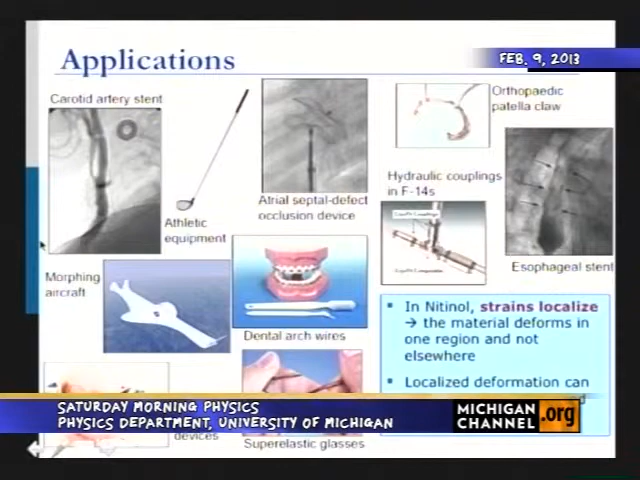 Applications
FEB. 9, 2013
Carotid artery stent
Orthopaedic
patella claw
Hydraulic couplings
in F-14s
Atrial septal-defect
occlusion device
Athletic
equipment
Esophageal stent
Morphing
aircraft
Dental arch wires
In Nitinol, strains localize
→ the material deforms in
one region and not
elsewhere
Localized deformation can
SATURDAY MORNING PHYSICS
PHYSICS DEPARTMENT, UNIVERSITY OF MICHIGAN
MICHIGAN
CHANNEL .org
devices
Superelastic glasses